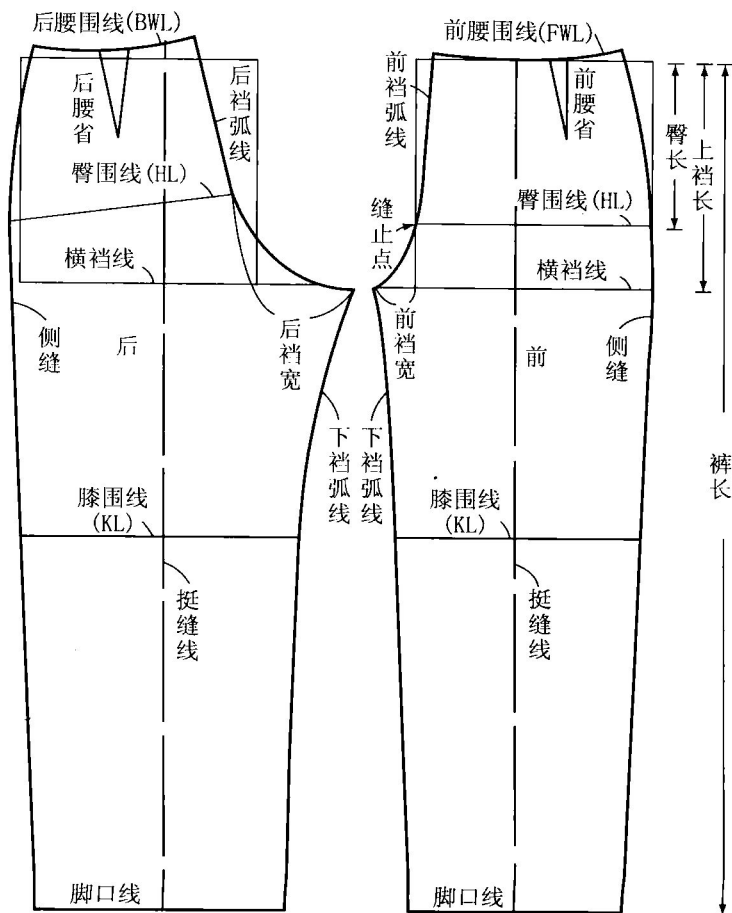 后腰围线(BWL)
后腰省
后裆弧线
臀围线(HL)
横裆线
侧缝
后
后裆宽
下裆弧线
膝围线
(KL)
挺缝线
脚口线
前腰围线(FWL)
前裆弧线
前腰省
臀长
上裆长
臀围线(HL)
缝止点
横裆线
前裆宽
前
侧缝
下裆弧线
裤长
膝围线
(KL)
挺缝线
脚口线